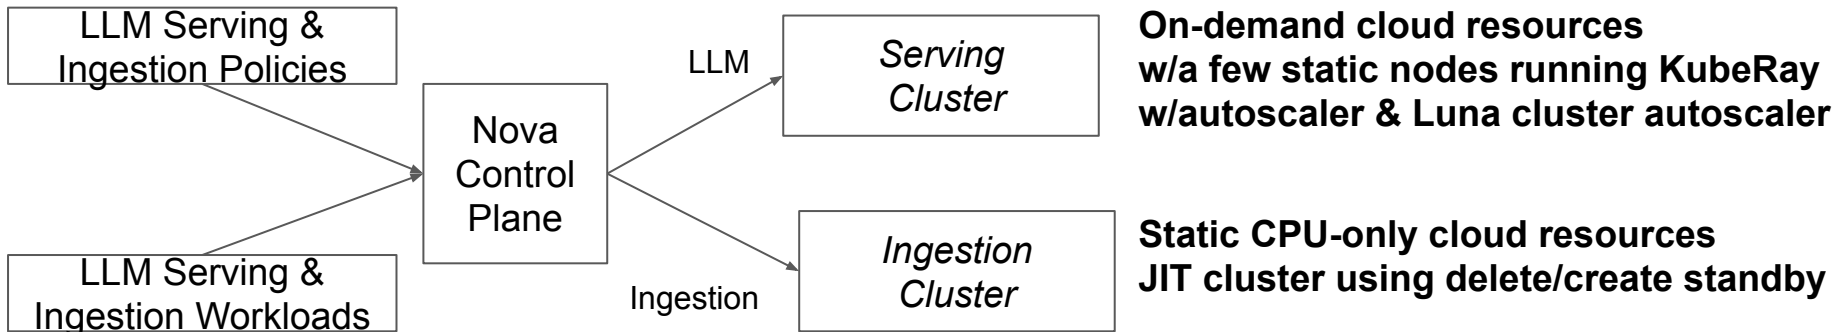 LLM Serving &
Ingestion Policies
LLM Serving &
Ingestion Workloads
Nova
Control
Plane
LLM
Ingestion
Serving
Cluster
Ingestion
Cluster
On-demand cloud resources
w/a few static nodes running KubeRay
w/autoscaler & Luna cluster autoscaler
Static CPU-only cloud resources
JIT cluster using delete/create standby